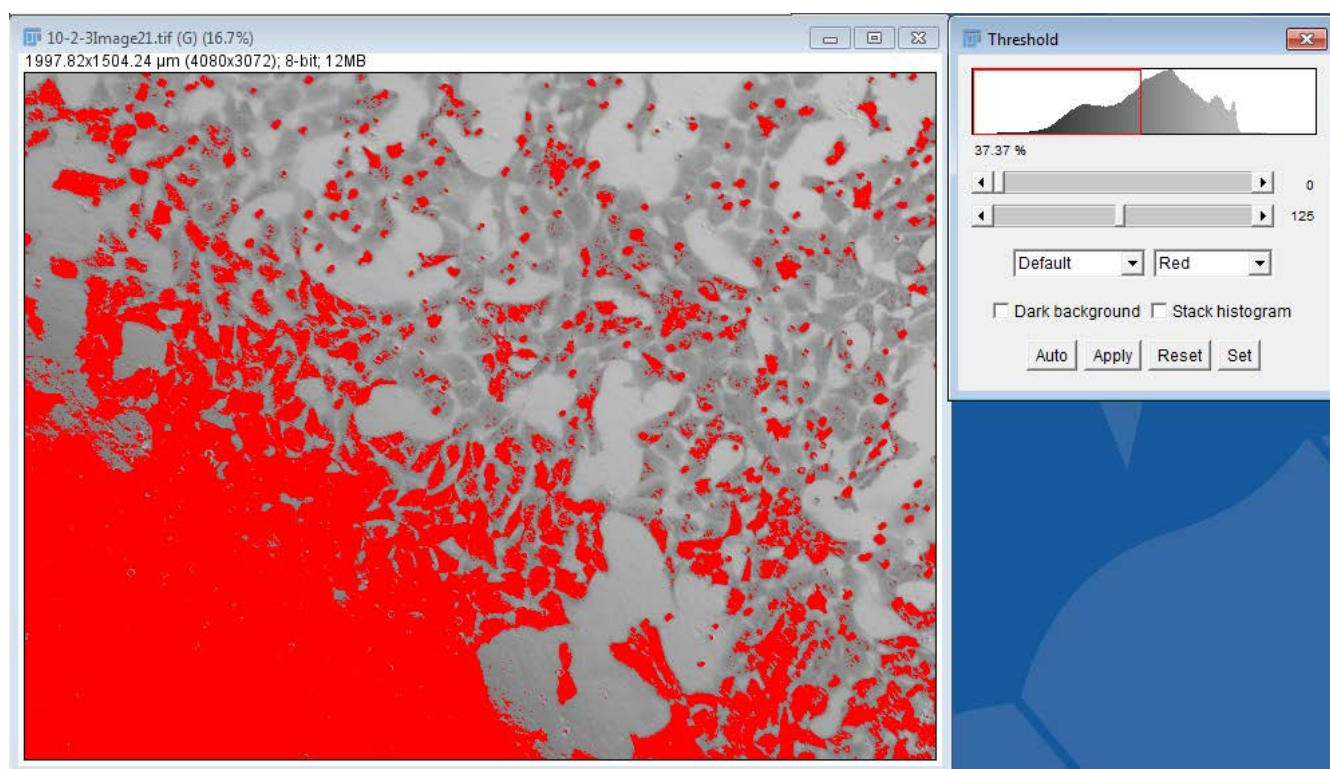 10-2-3Image21.tif (G) (16.7%)
1997.82x1504.24 µm (4080x3072); 8-bit; 12MB
Threshold
37.37 %
0
125
Default Red
Dark background Stack histogram
Auto Apply Reset Set